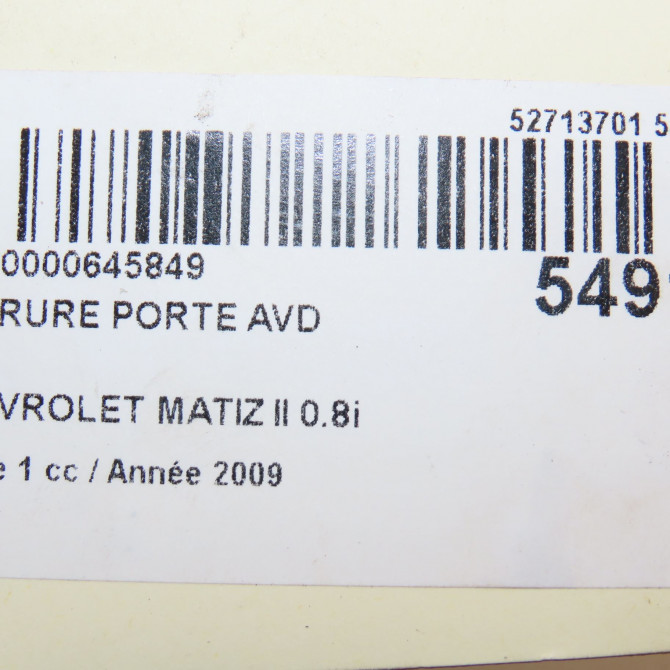 52713701 5
0000645849
549
RURE PORTE AVD
VROLET MATIZ II 0.8i
e 1 cc / Année 2009